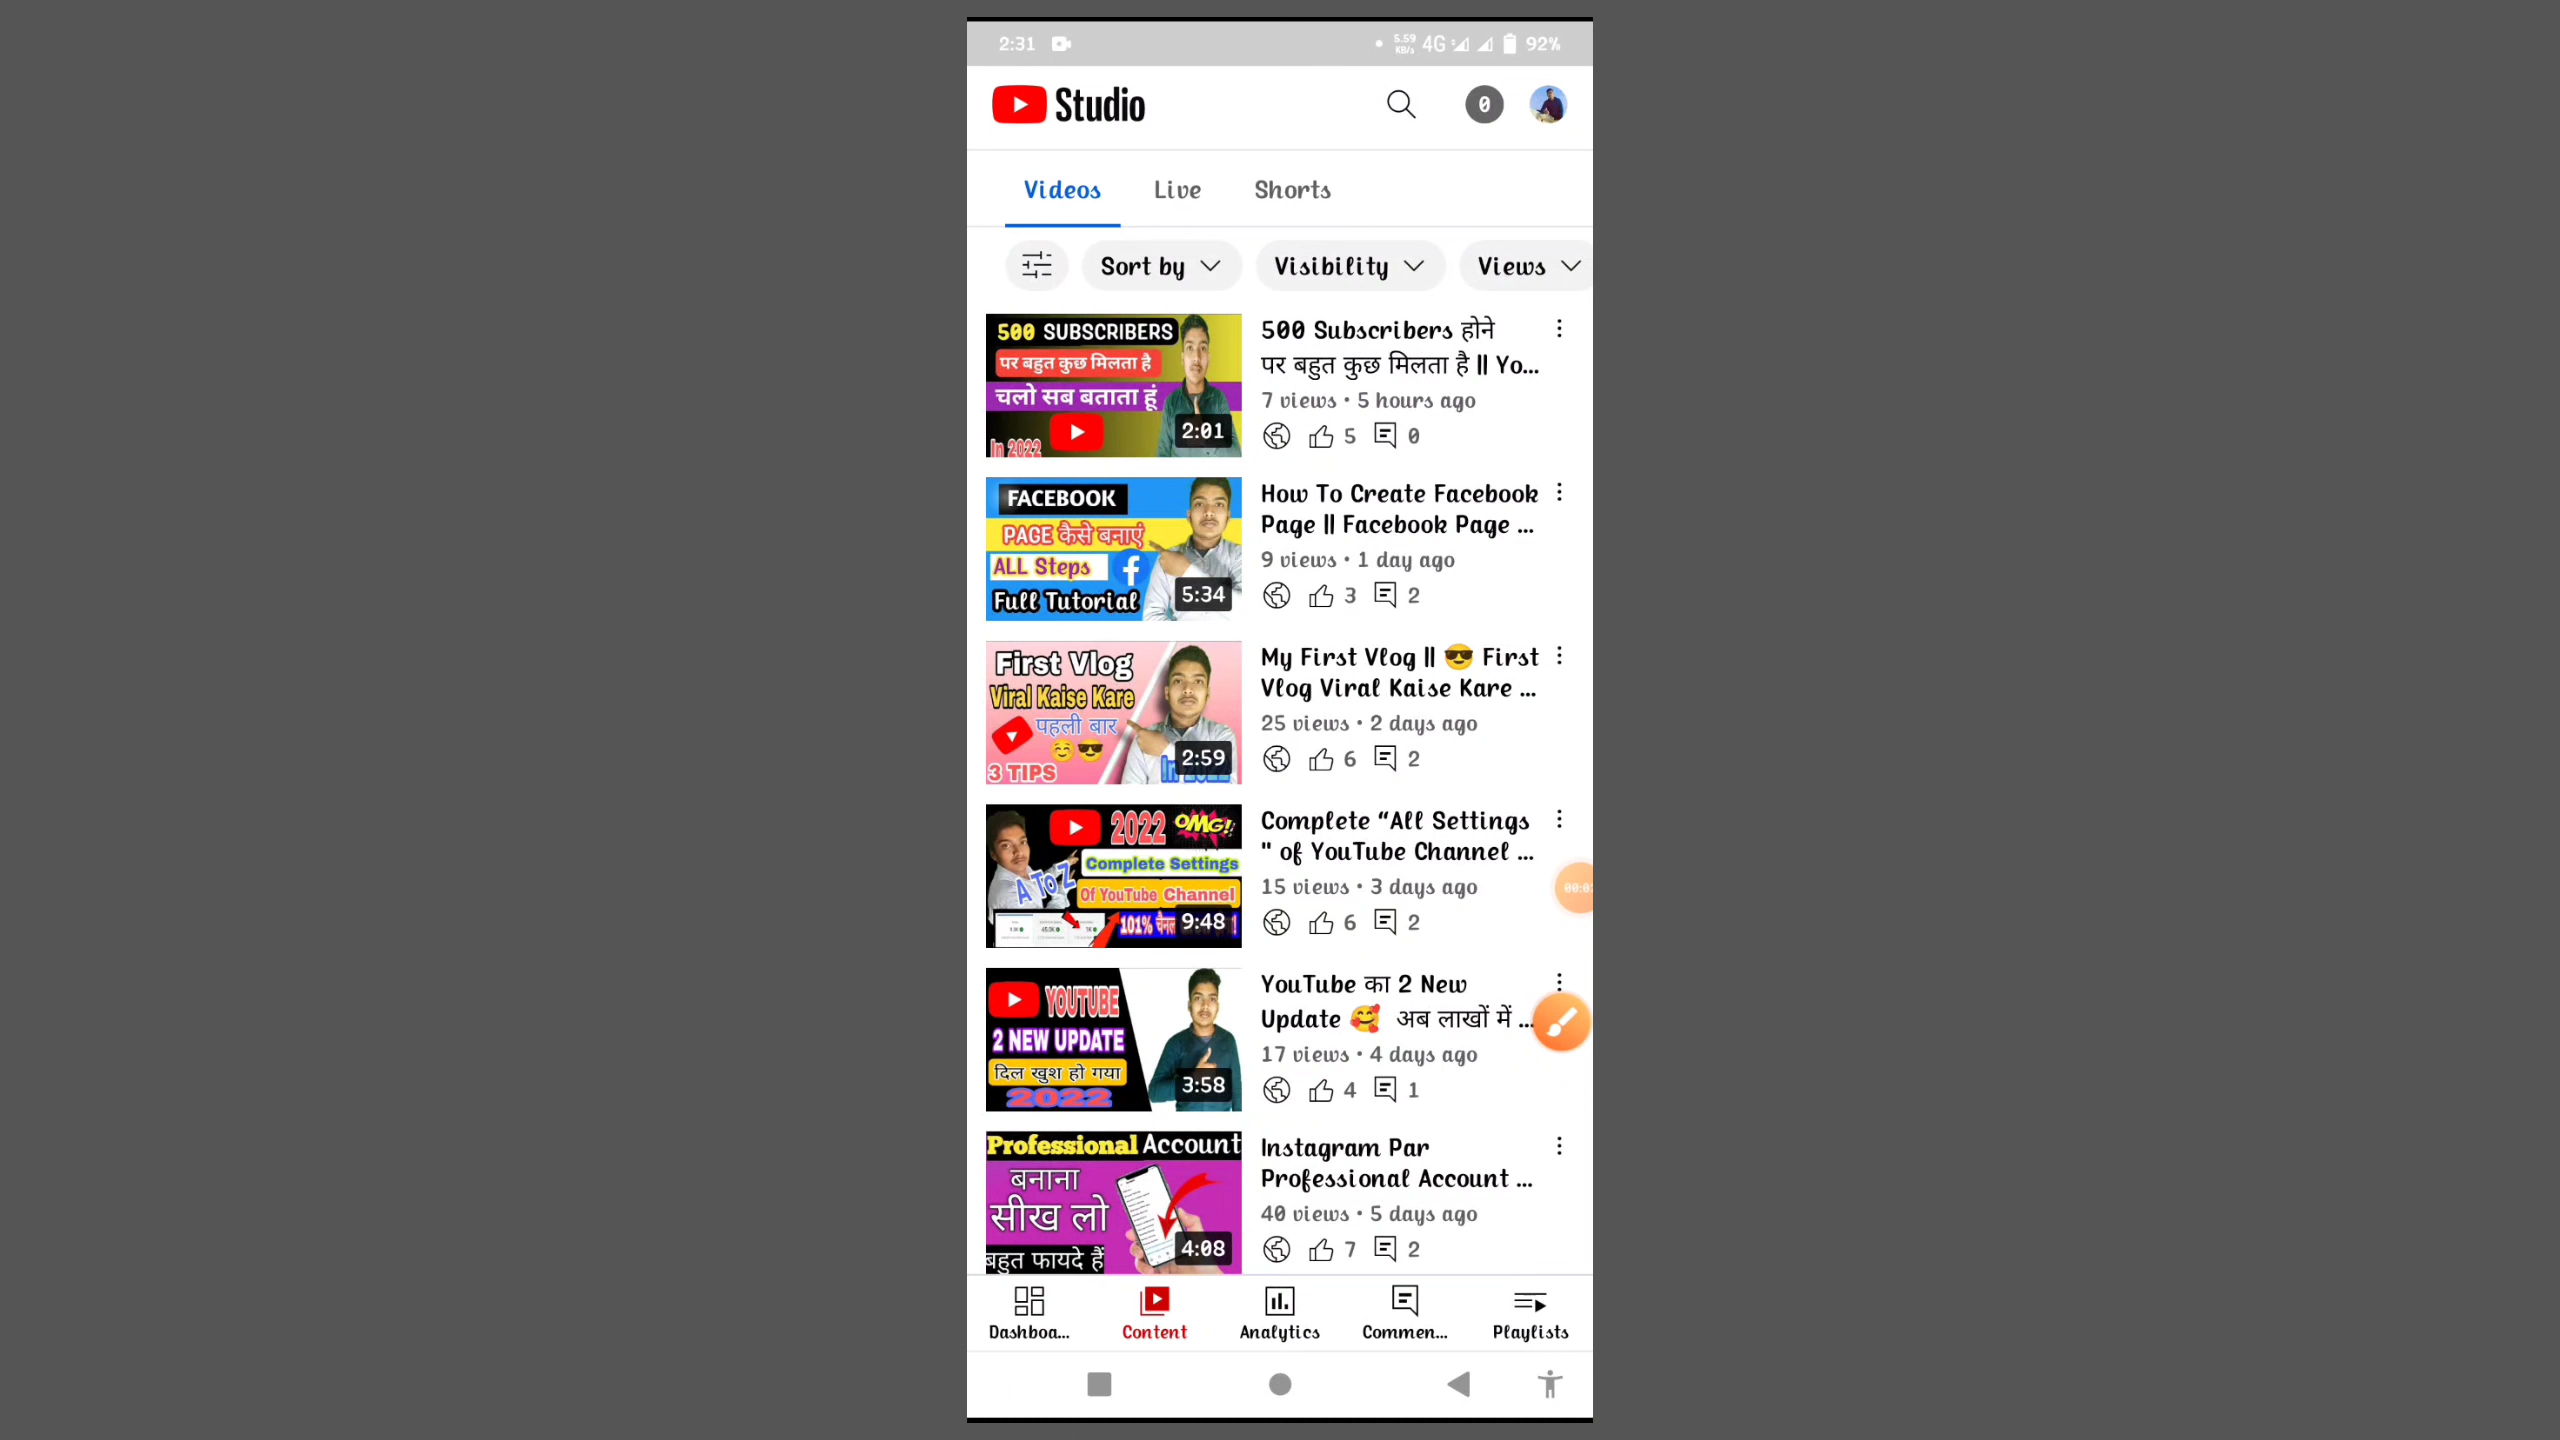 2:31
5.59
KB/s
4G
92%
Studio
0
Videos
Live
Shorts
Sort by
Visibility
Views
500 SUBSCRIBERS
पर बहुत कुछ मिलता है
चलो सब बताता हूं
In 2022
2:01
500 Subscribers होने
पर बहुत कुछ मिलता है || Yo...
7 views • 5 hours ago
5
0
FACEBOOK
PAGE कैसे बनाएं
ALL Steps
Full Tutorial
5:34
How To Create Facebook
Page || Facebook Page ...
9 views • 1 day ago
3
2
First Vlog
Viral Kaise Kare
पहली बार
3 TIPS
2:59
My First Vlog || 😎 First
Vlog Viral Kaise Kare ...
25 views • 2 days ago
6
2
2022 OMG!
Complete Settings
A To Z
Of YouTube Channel
101%
9:48
Complete “All Settings
" of YouTube Channel ...
15 views • 3 days ago
6
2
YOUTUBE
2 NEW UPDATE
दिल खुश हो गया
2022
3:58
YouTube का 2 New
Update 🥰 अब लाखों में ...
17 views • 4 days ago
4
1
Professional Account
बनाना
सीख लो
बहुत फायदे हैं
4:08
Instagram Par
Professional Account ...
40 views • 5 days ago
7
2
Dashboa...
Content
Analytics
Commen...
Playlists